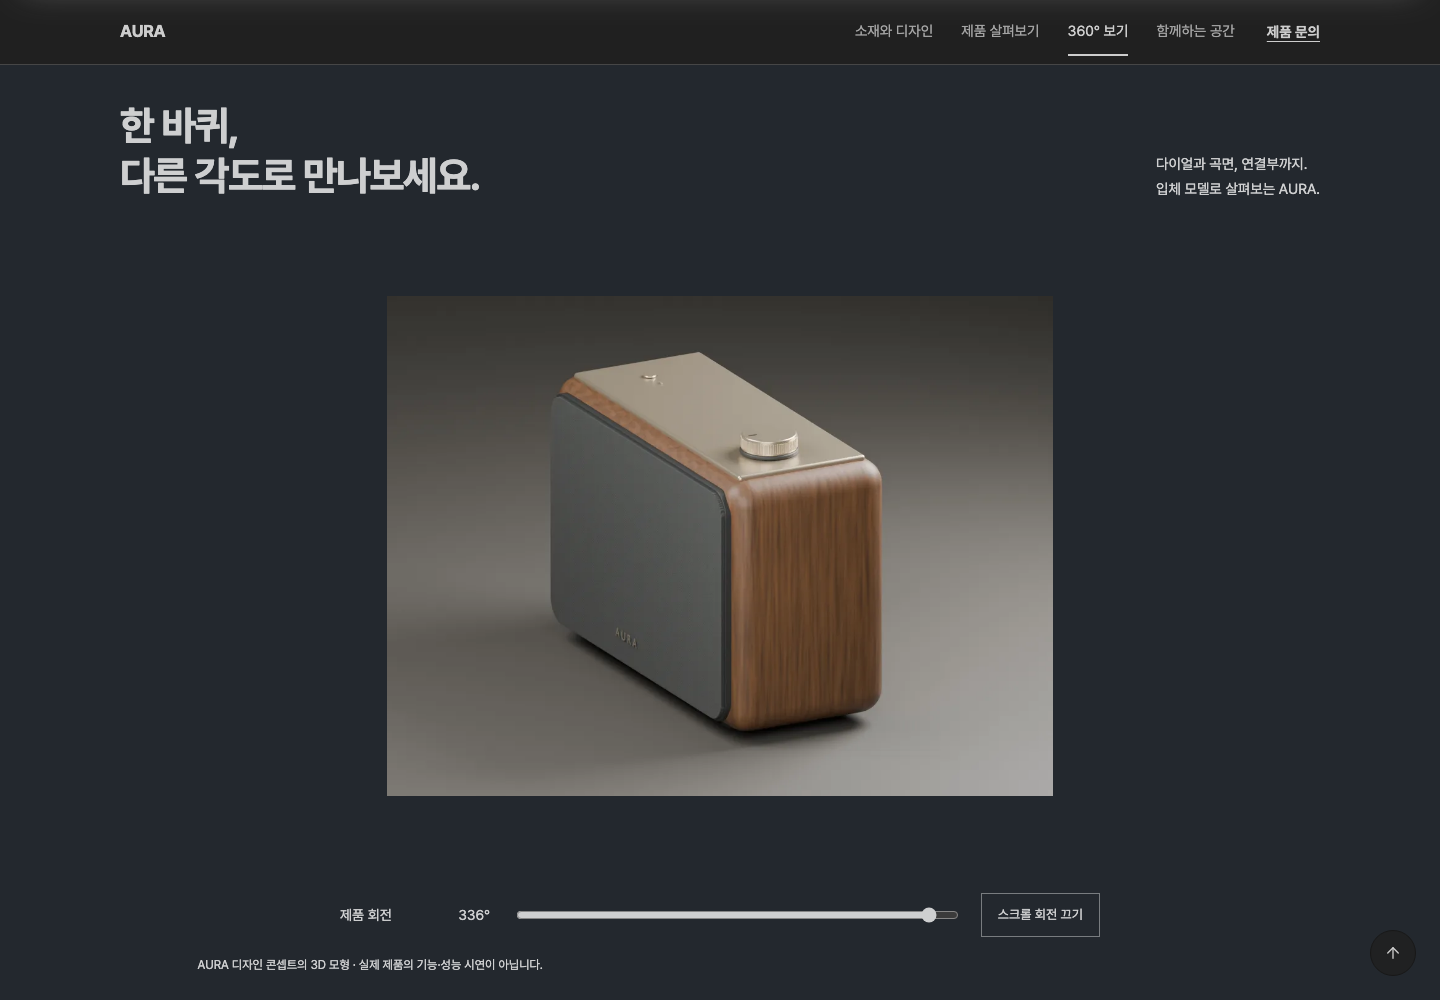 AURA
소재와 디자인
제품 살펴보기
360° 보기
함께하는 공간
제품 문의
한 바퀴,
다른 각도로 만나보세요.
다이얼과 곡면, 연결부까지.
입체 모델로 살펴보는 AURA.
AURA
제품 회전
336°
스크롤 회전 끄기
AURA 디자인 콘셉트의 3D 모형 · 실제 제품의 기능·성능 시연이 아닙니다.